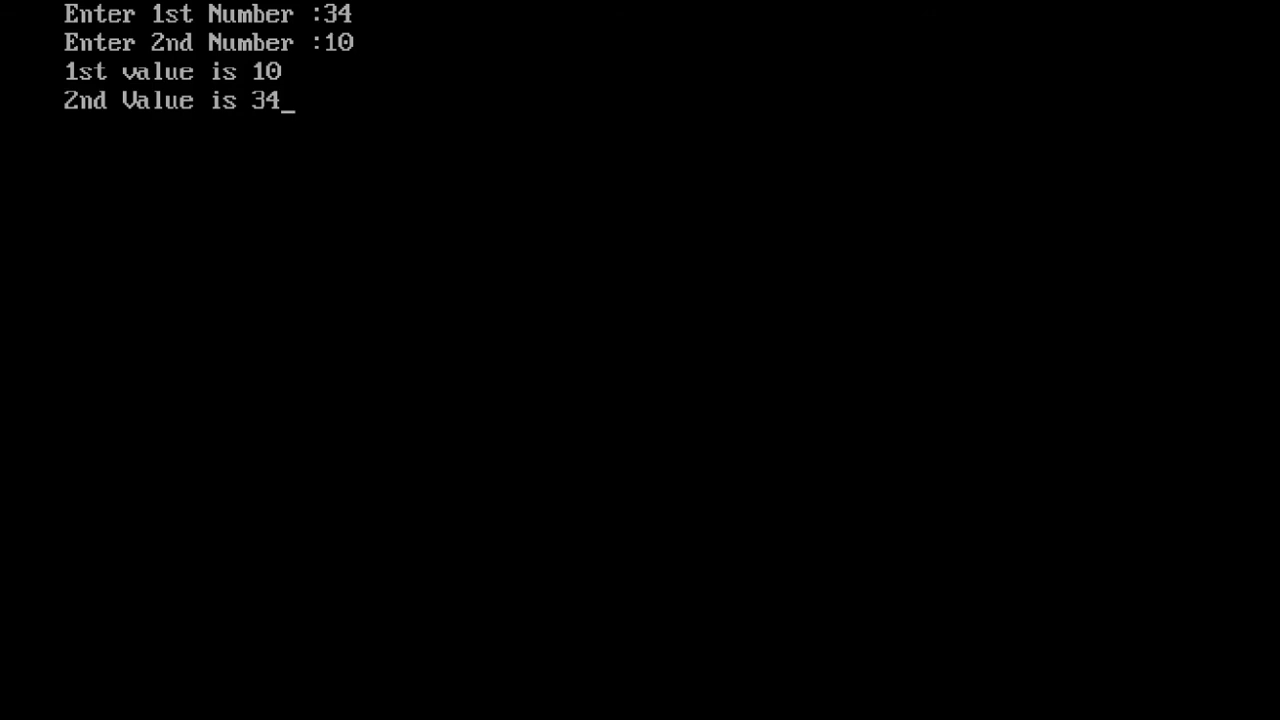 Enter 1st Number :34
Enter 2nd Number :10
1st value is 10
2nd Value is 34_